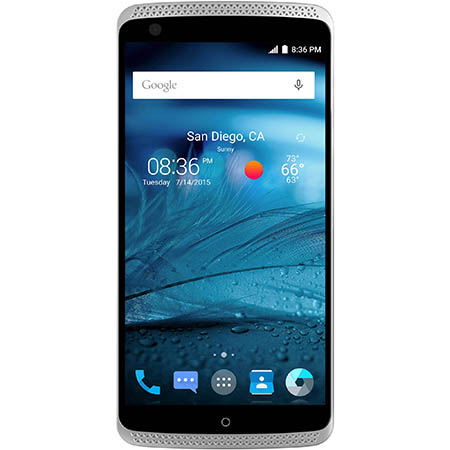 8:36 PM
Google
San Diego, CA
Sunny
08:36 PM
Tuesday 7/14/2015
73°
66°
63°